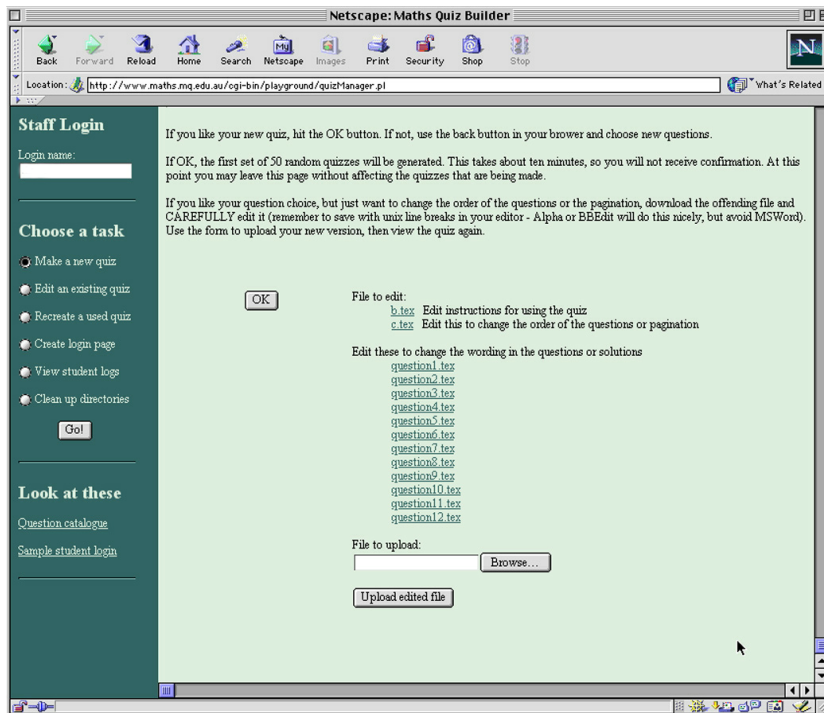 Netscape: Maths Quiz Builder
Back Forward Reload Home Search Netscape Images Print Security Shop Stop
My
N
Location: http://www.maths.mq.edu.au/cgi-bin/playground/quizManager.pl What's Related
Staff Login
Login name:
Choose a task
Make a new quiz
Edit an existing quiz
Recreate a used quiz
Create login page
View student logs
Clean up directories
Go!
Look at these
Question catalogue
Sample student login
If you like your new quiz, hit the OK button. If not, use the back button in your brower and choose new questions.
If OK, the first set of 50 random quizzes will be generated. This takes about ten minutes, so you will not receive confirmation. At this
point you may leave this page without affecting the quizzes that are being made.
If you like your question choice, but just want to change the order of the questions or the pagination, download the offending file and
CAREFULLY edit it (remember to save with unix line breaks in your editor - Alpha or BBEdit will do this nicely, but avoid MSWord).
Use the form to upload your new version, then view the quiz again.
OK
File to edit:
b.tex Edit instructions for using the quiz
c.tex Edit this to change the order of the questions or pagination
Edit these to change the wording in the questions or solutions
question1.tex
question2.tex
question3.tex
question4.tex
question5.tex
question6.tex
question7.tex
question8.tex
question9.tex
question10.tex
question11.tex
question12.tex
File to upload:
Browse...
Upload edited file